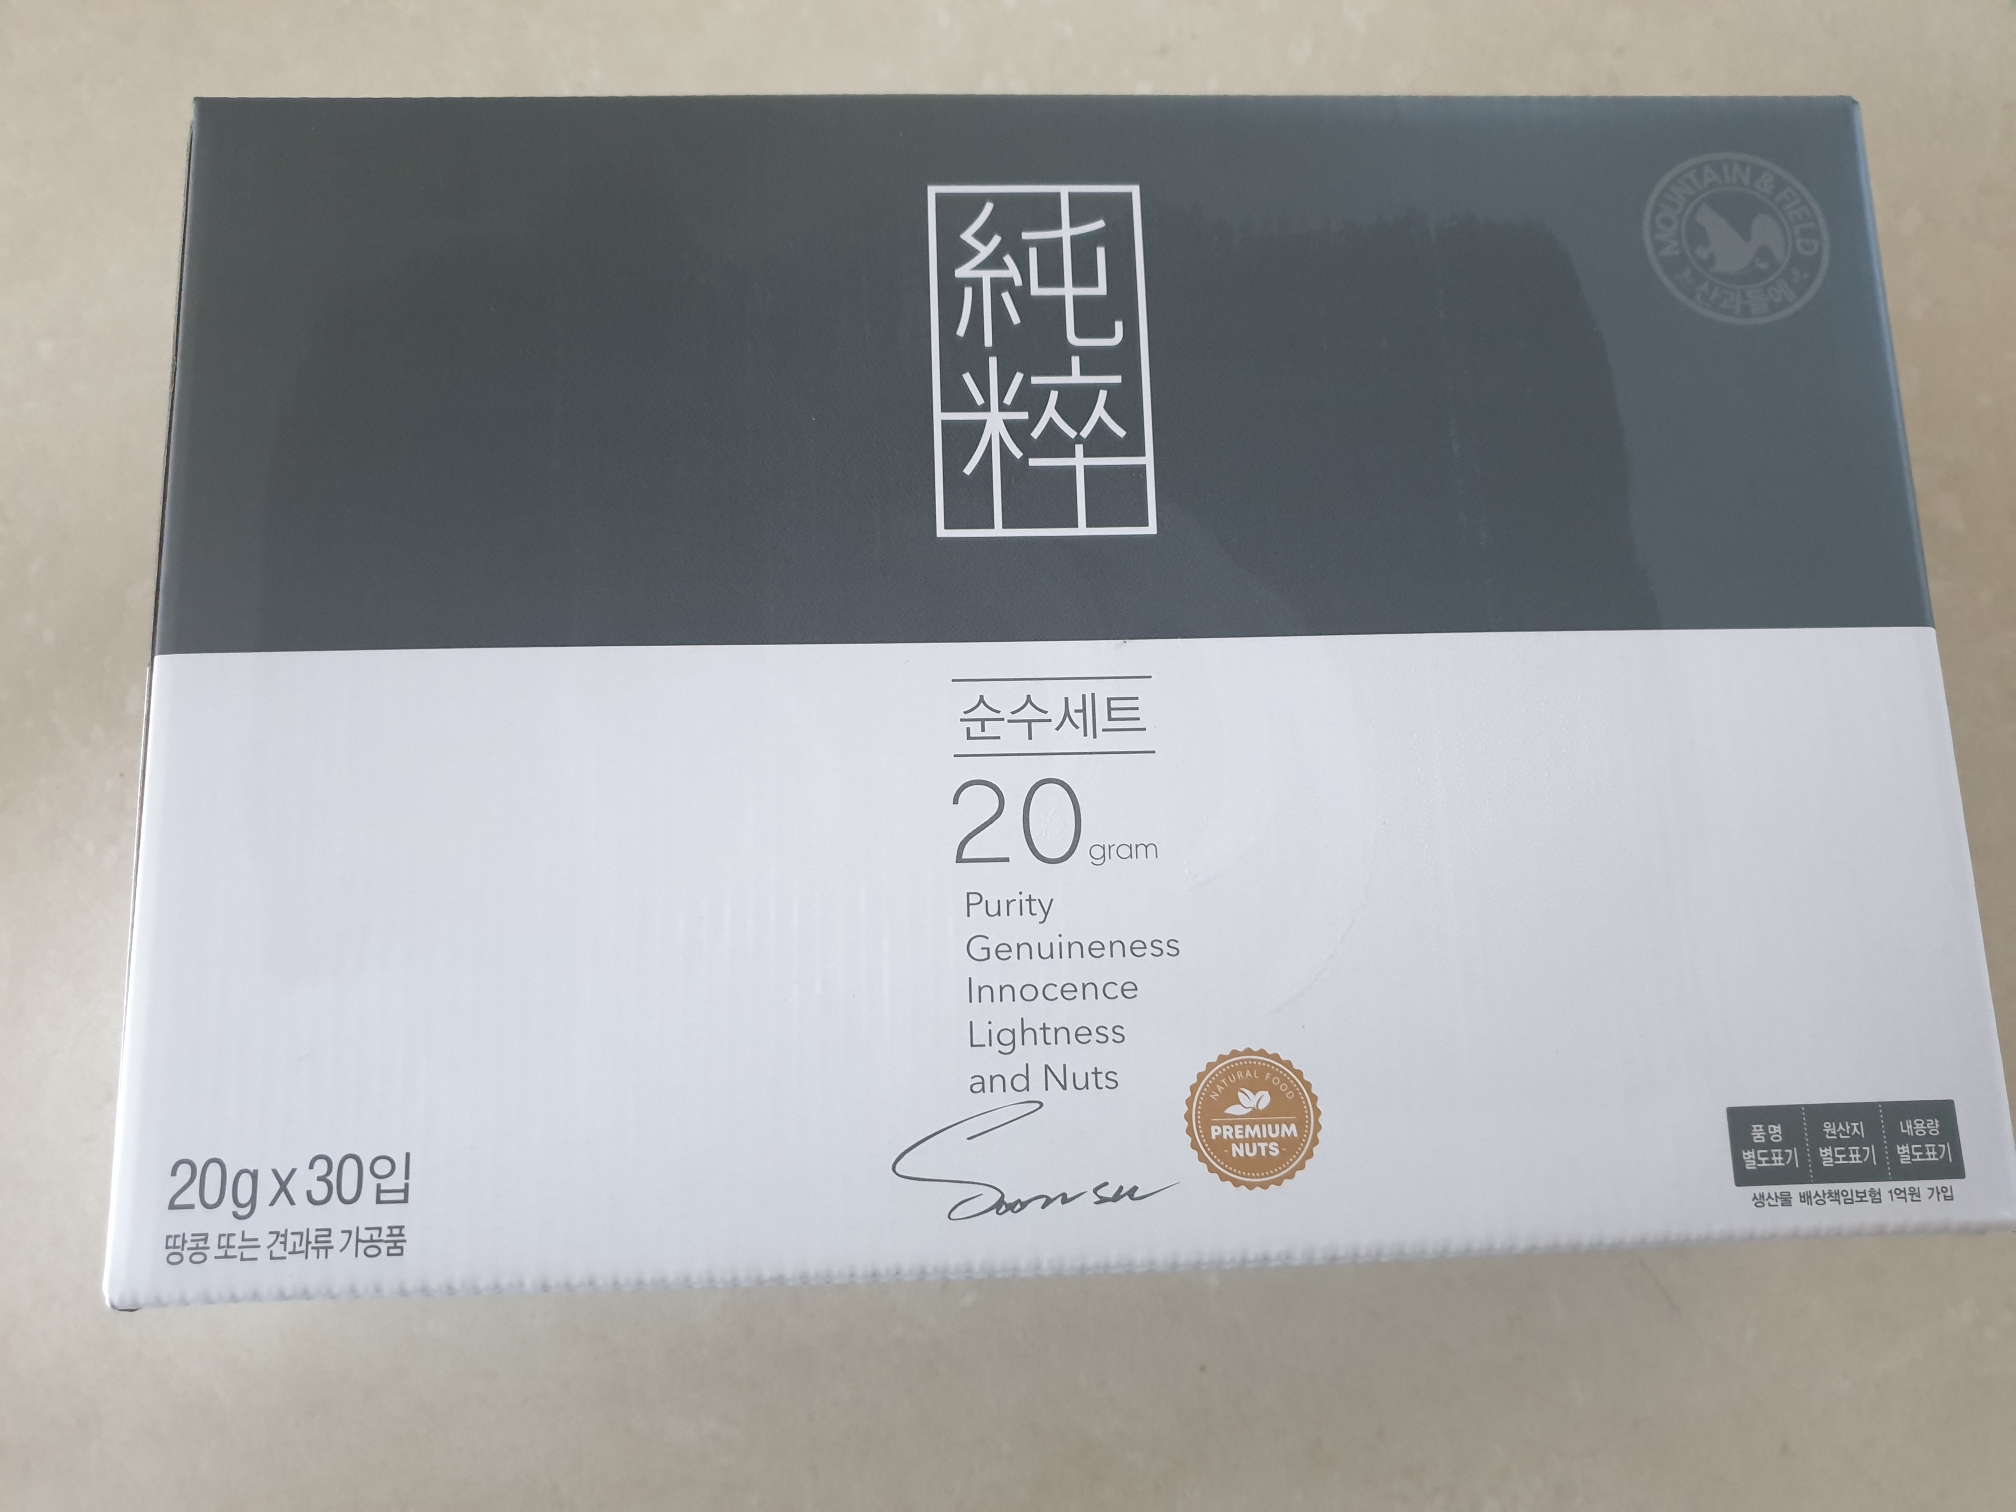 純
粹
MOUNTAIN & FIELD
산과들에
순수세트
20 gram
Purity
Genuineness
Innocence
Lightness
and Nuts
Soonsu
NATURAL FOOD
PREMIUM
NUTS
20g x 30입
땅콩 또는 견과류 가공품
품명 원산지 내용량
별도표기 별도표기 별도표기
생산물 배상책임보험 1억원 가입